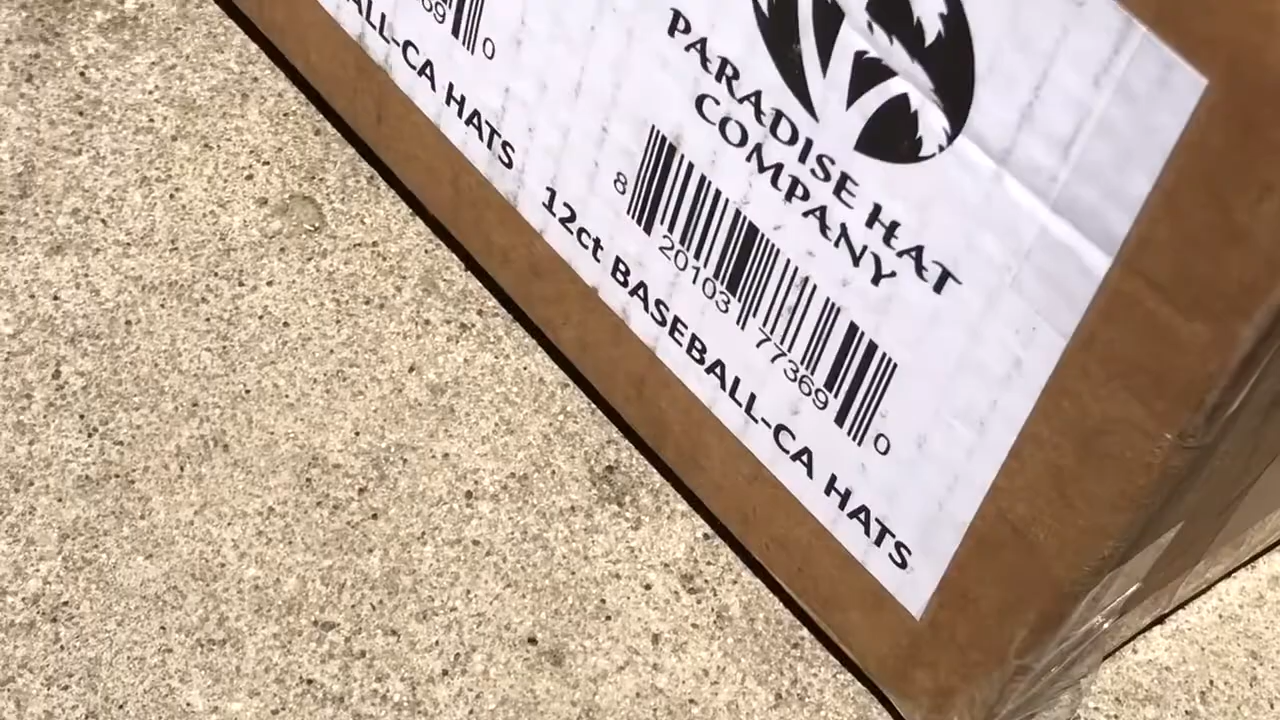 69 0
ALL-CA HATS
PARADISE HAT
COMPANY
8 20103 77369 0
12ct BASEBALL-CA HATS